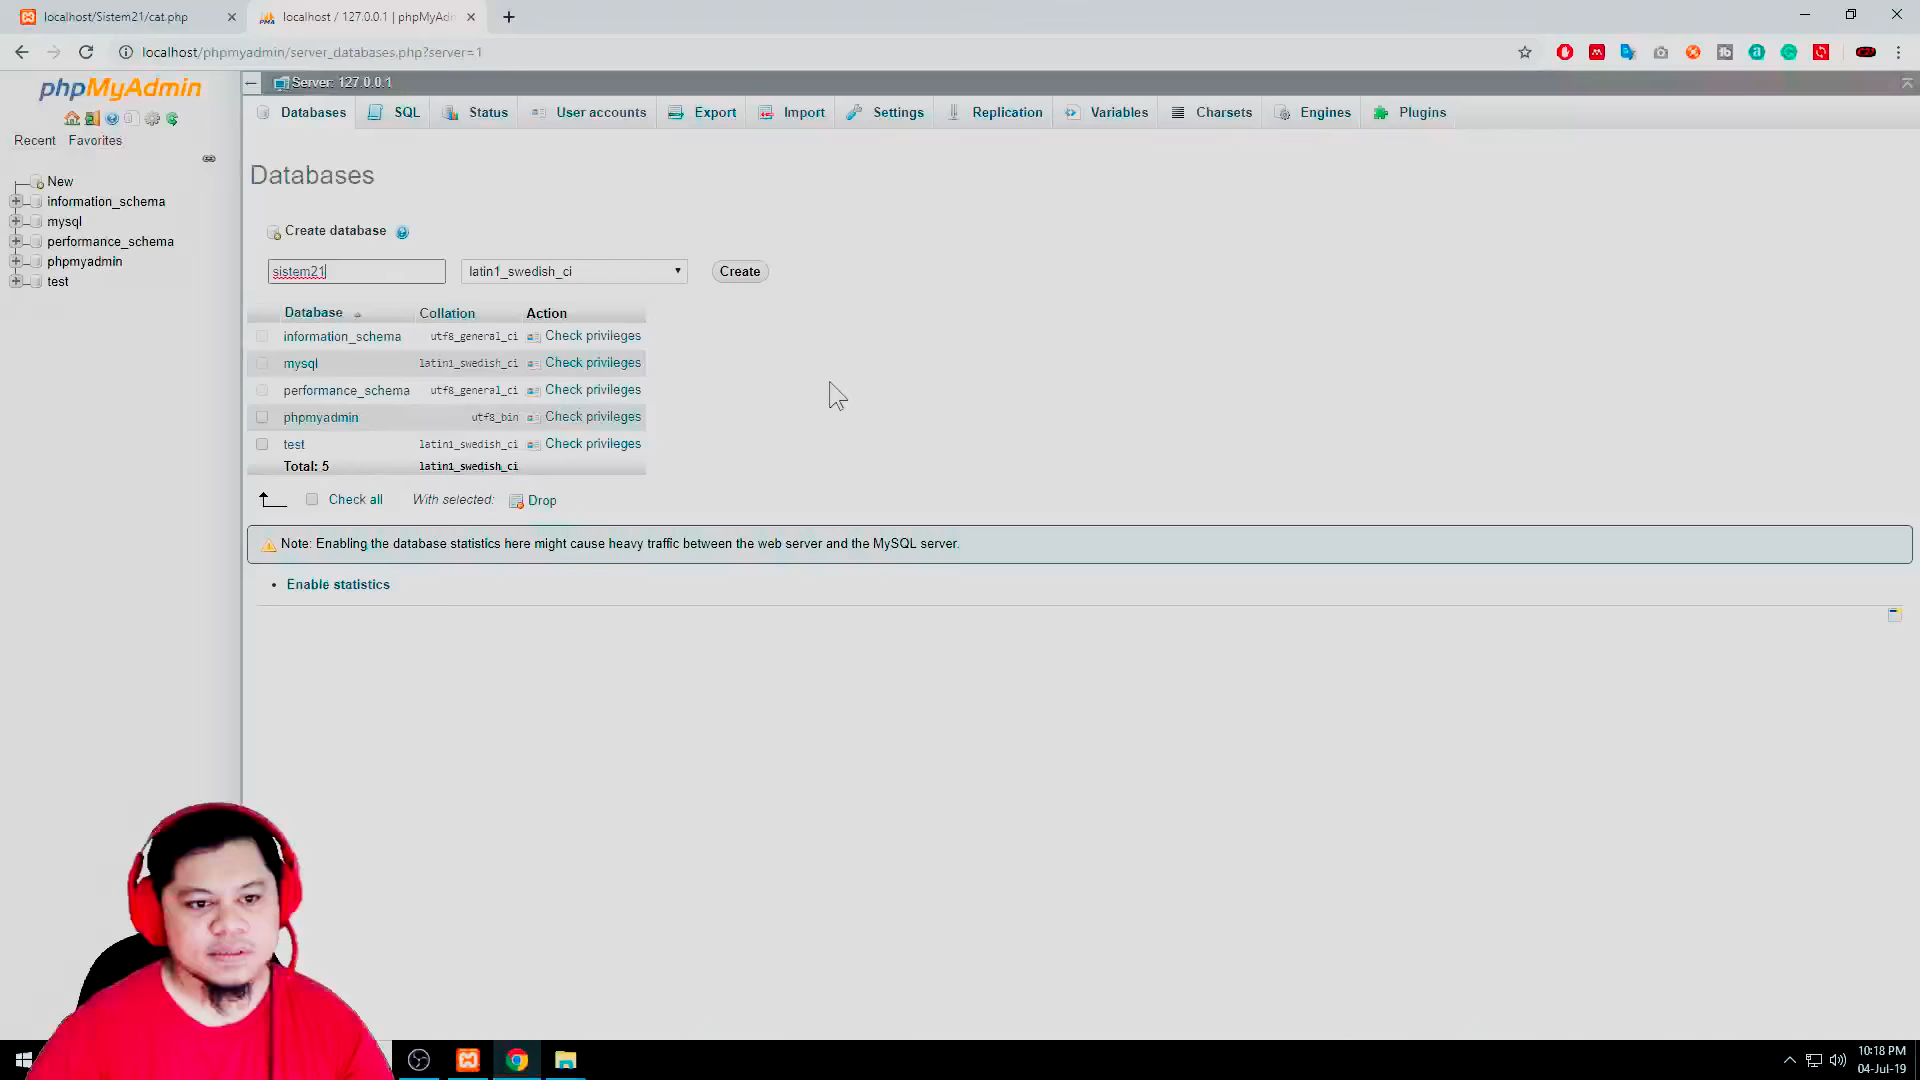 localhost/Sistem21/cat.php
localhost / 127.0.0.1 | phpMyAdm
localhost/phpmyadmin/server_databases.php?server=1
phpMyAdmin
Server: 127.0.0.1
Databases SQL Status User accounts Export Import Settings Replication Variables Charsets Engines Plugins
Recent Favorites
New
information_schema
mysql
performance_schema
phpmyadmin
test
Databases
Create database
sistem21 latin1_swedish_ci Create
Database Collation Action
information_schema utf8_general_ci Check privileges
mysql latin1_swedish_ci Check privileges
performance_schema utf8_general_ci Check privileges
phpmyadmin utf8_bin Check privileges
test latin1_swedish_ci Check privileges
Total: 5 latin1_swedish_ci
Check all With selected: Drop
Note: Enabling the database statistics here might cause heavy traffic between the web server and the MySQL server.
Enable statistics
10:18 PM
04-Jul-19